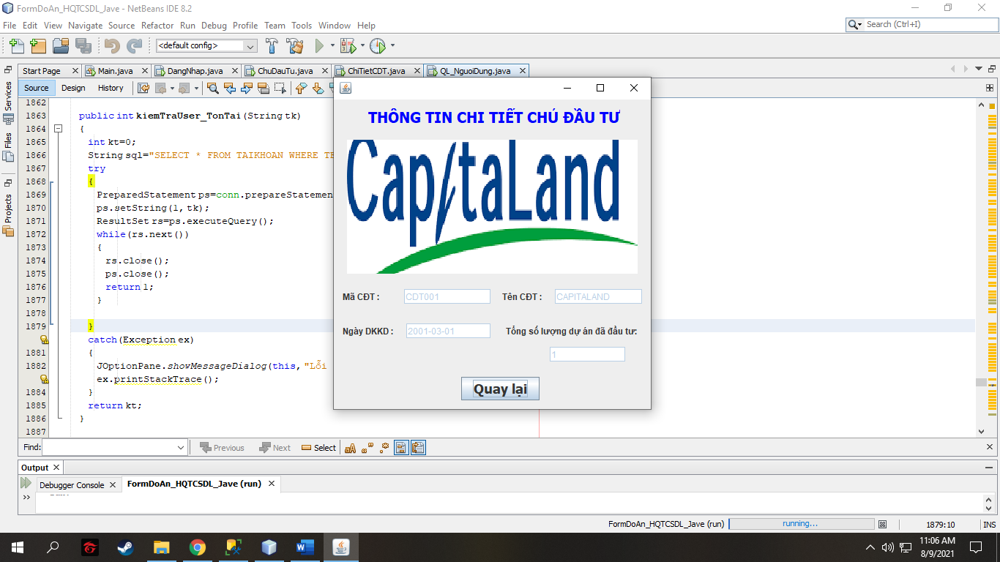 FormDoAn_HQTCSDL_Jave - NetBeans IDE 8.2
File Edit View Navigate Source Refactor Run Debug Profile Team Tools Window Help
Search (Ctrl+I)
<default config>
Start Page Main.java DangNhap.java ChuDauTu.java ChiTietCDT.java QL_NguoiDung.java
Source Design History
Services
Files
Projects
1862
1863 public int kiemTraUser_TonTai(String tk)
1864 {
1865 int kt=0;
1866 String sql="SELECT * FROM TAIKHOAN WHERE TE
1867 try
1868 {
1869 PreparedStatement ps=conn.prepareStatement
1870 ps.setString(1, tk);
1871 ResultSet rs=ps.executeQuery();
1872 while(rs.next())
1873 {
1874 rs.close();
1875 ps.close();
1876 return 1;
1877 }
1878
1879 }
catch(Exception ex)
1881 {
1882 JOptionPane.showMessageDialog(this, "Lỗi
ex.printStackTrace();
1884 }
1885 return kt;
1886 }
1887
THÔNG TIN CHI TIẾT CHỦ ĐẦU TƯ
CapitaLand
Mã CĐT : CDT001 Tên CĐT : CAPITALAND
Ngày DKKD : 2001-03-01 Tổng số lượng dự án đã đầu tư:
1
Quay lại
Find: Previous Next Select
Output
Debugger Console FormDoAn_HQTCSDL_Jave (run)
FormDoAn_HQTCSDL_Jave (run) running... 1879:10 INS
11:06 AM
8/9/2021